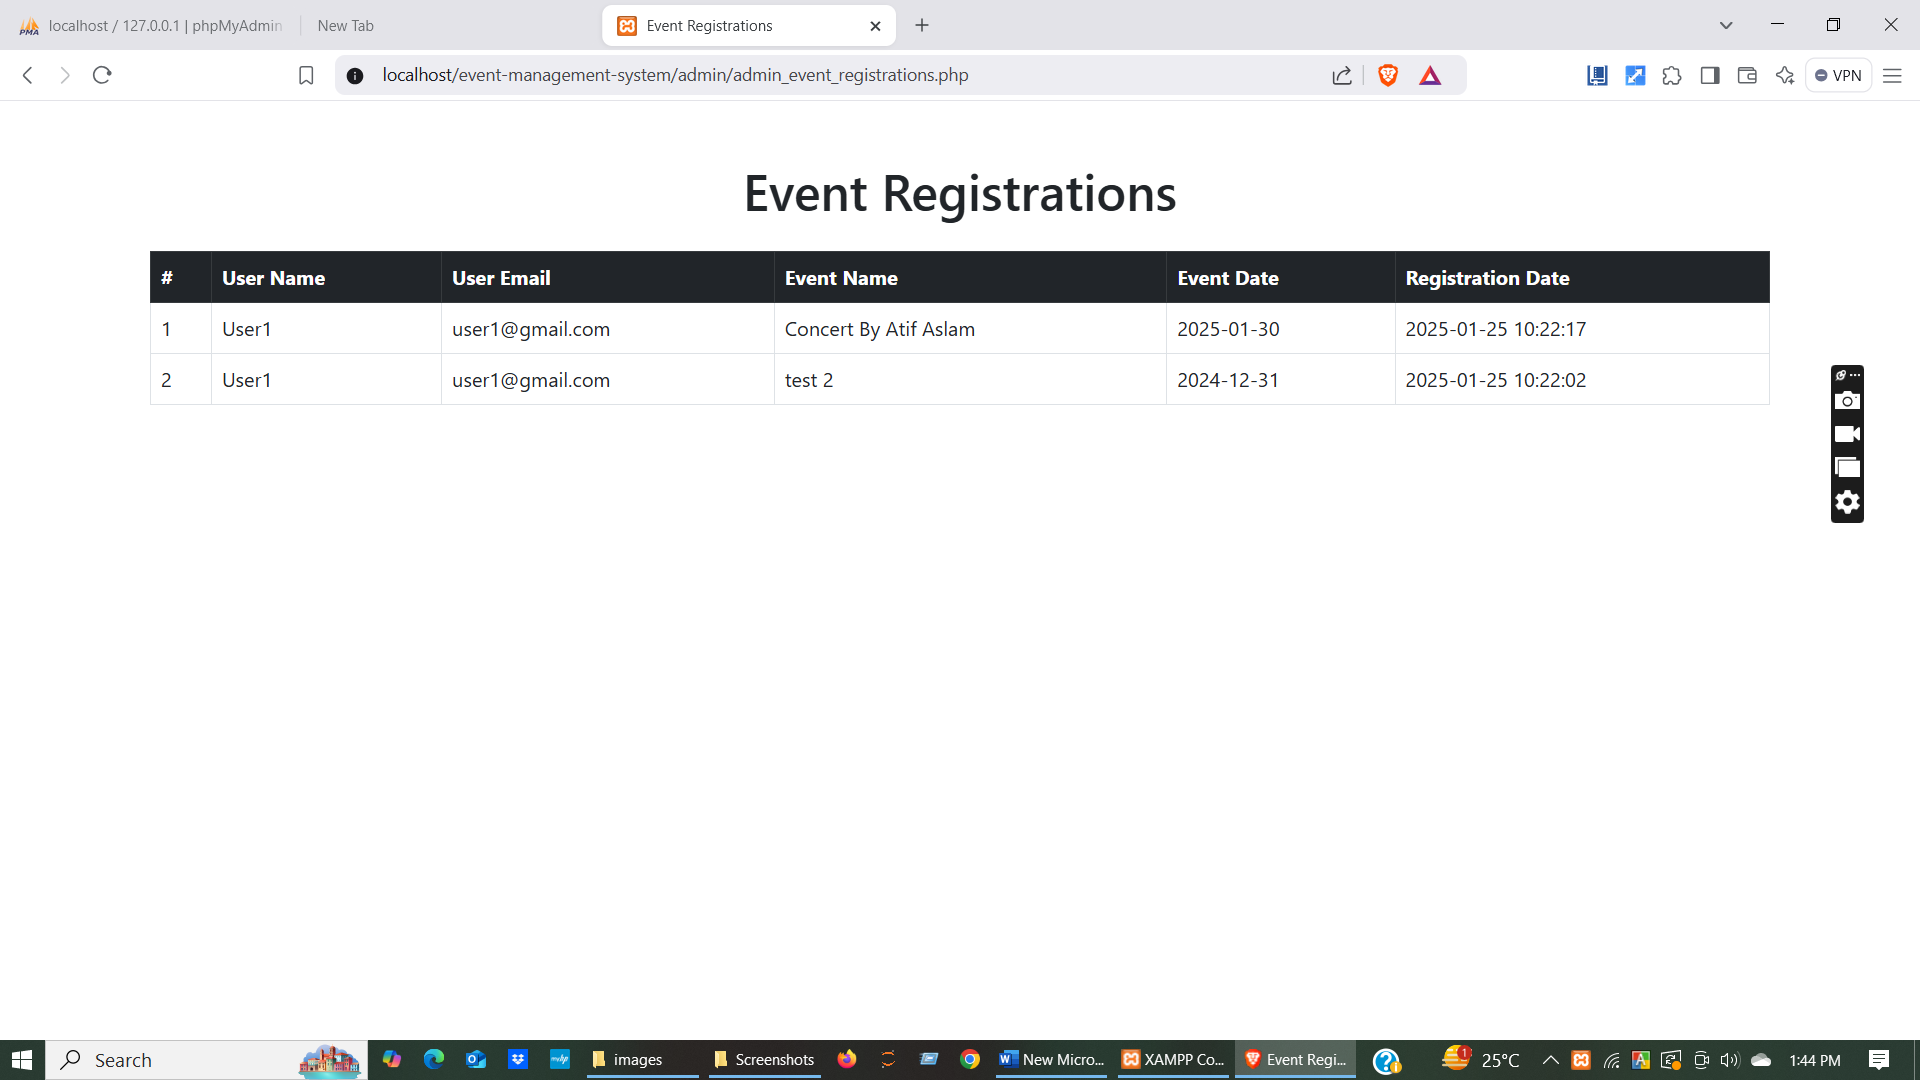 localhost / 127.0.0.1 | phpMyAdmin
New Tab
Event Registrations
localhost/event-management-system/admin/admin_event_registrations.php
VPN
Event Registrations
# User Name User Email Event Name Event Date Registration Date
1 User1 user1@gmail.com Concert By Atif Aslam 2025-01-30 2025-01-25 10:22:17
2 User1 user1@gmail.com test 2 2024-12-31 2025-01-25 10:22:02
Search
images
Screenshots
New Micro...
XAMPP Co...
Event Regi...
1
25°C
1:44 PM